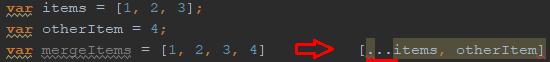 var items = [1, 2, 3];
var otherItem = 4;
var mergeItems = [1, 2, 3, 4] [...items, otherItem]